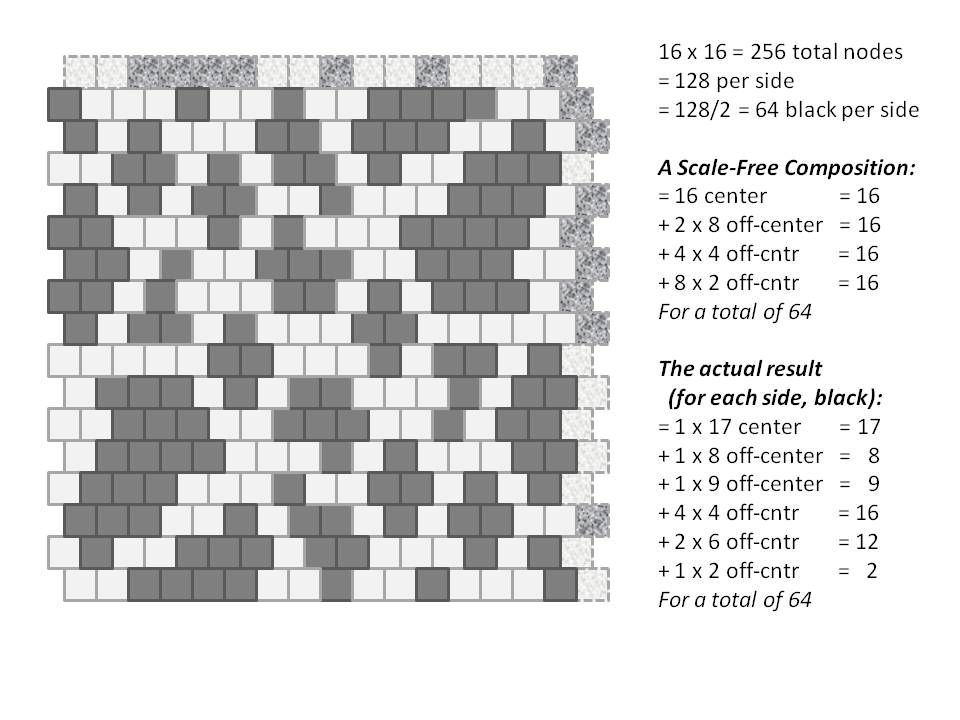 16 x 16 = 256 total nodes
= 128 per side
= 128/2 = 64 black per side
A Scale-Free Composition:
= 16 center = 16
+ 2 x 8 off-center = 16
+ 4 x 4 off-cntr = 16
+ 8 x 2 off-cntr = 16
For a total of 64
The actual result
(for each side, black):
= 1 x 17 center = 17
+ 1 x 8 off-center = 8
+ 1 x 9 off-center = 9
+ 4 x 4 off-cntr = 16
+ 2 x 6 off-cntr = 12
+ 1 x 2 off-cntr = 2
For a total of 64